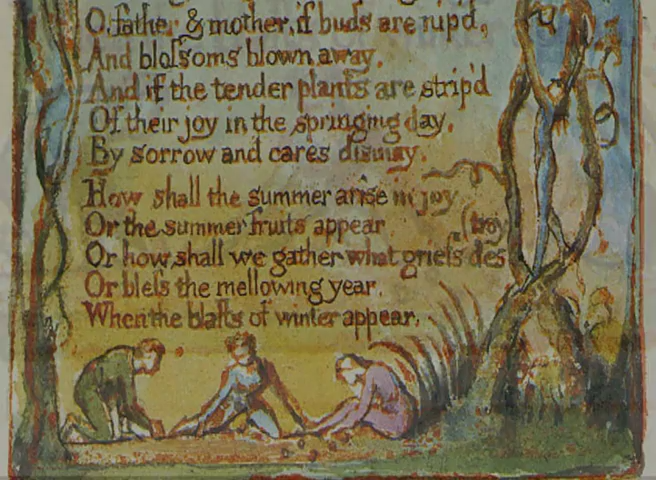 O. father & mother, if buds are nip'd,
And blossoms blown away,
And if the tender plants are strip'd
Of their joy in the springing day,
By sorrow and cares dismay,
How shall the summer arise in joy
Or the summer fruits appear
(troy
Or how shall we gather what griefs des
Or bless the mellowing year,
When the blasts of winter appear.